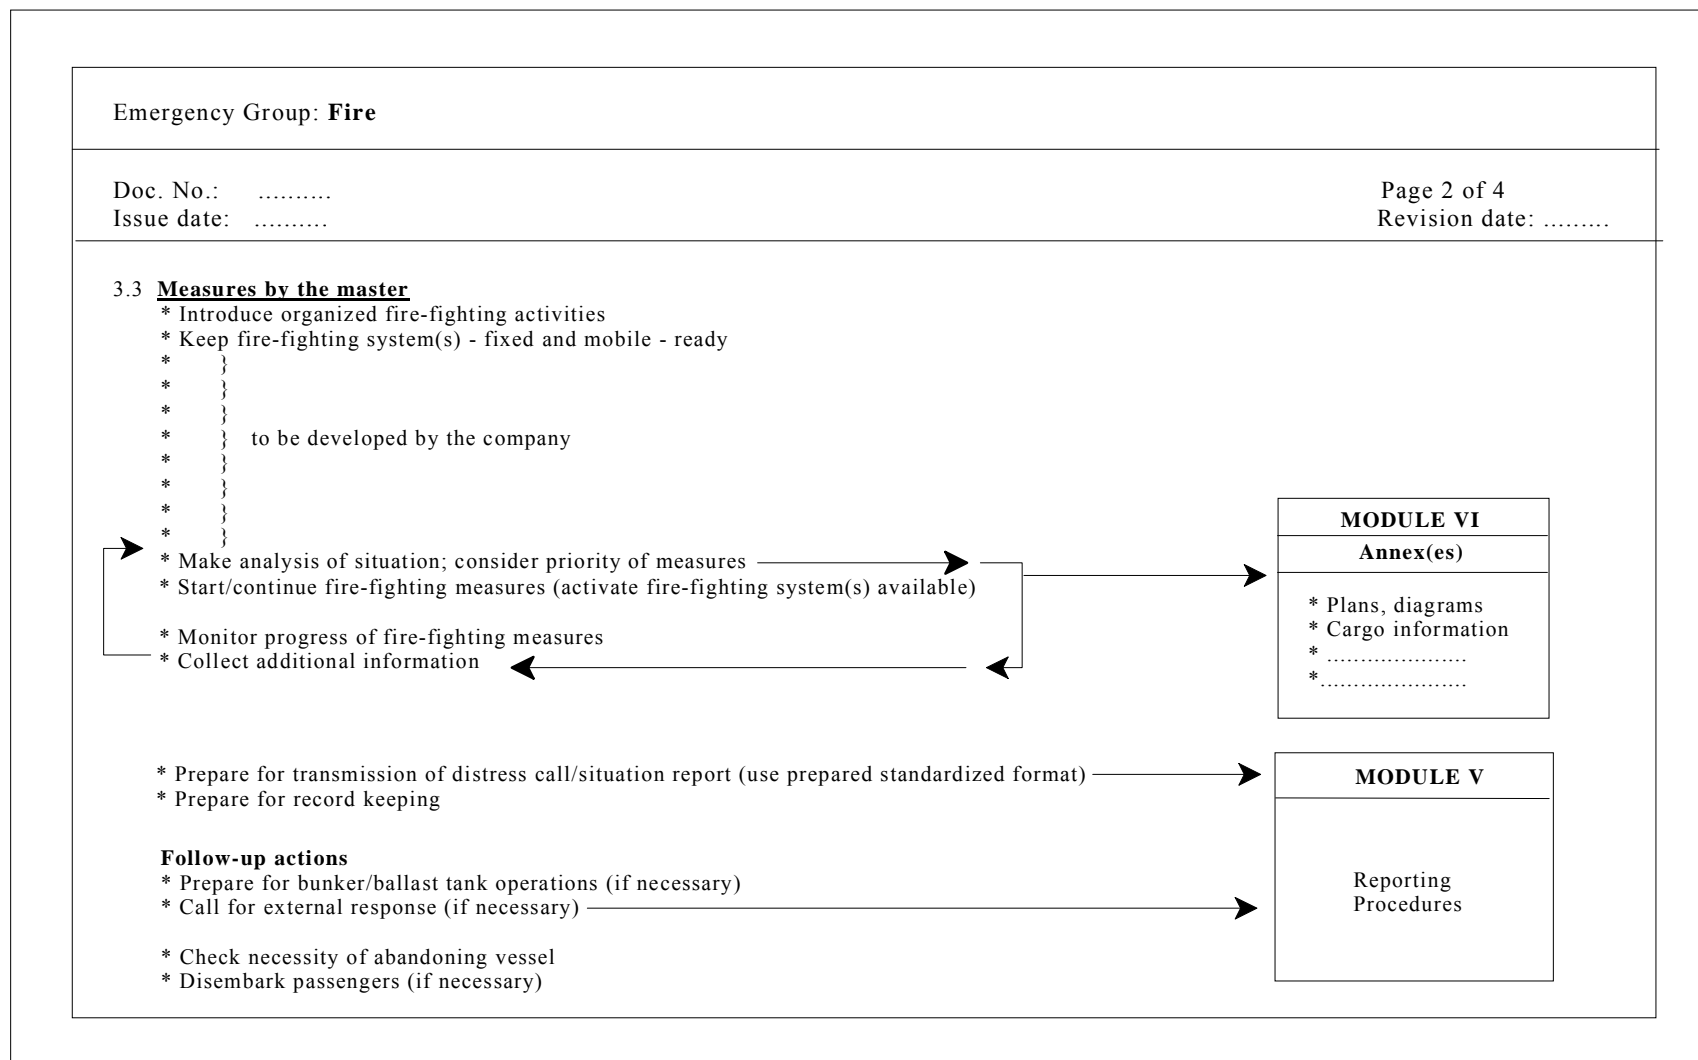 Emergency Group: Fire
Doc. No.: ..........
Page 2 of 4
Issue date: ..........
Revision date: .........
3.3 Measures by the master
* Introduce organized fire-fighting activities
* Keep fire-fighting system(s) - fixed and mobile - ready
* }
* }
* }
* } to be developed by the company
* }
* }
* }
* }
* Make analysis of situation; consider priority of measures
* Start/continue fire-fighting measures (activate fire-fighting system(s) available)
* Monitor progress of fire-fighting measures
* Collect additional information
MODULE VI
Annex(es)
* Plans, diagrams
* Cargo information
* .....................
*......................
* Prepare for transmission of distress call/situation report (use prepared standardized format)
* Prepare for record keeping
MODULE V
Reporting
Procedures
Follow-up actions
* Prepare for bunker/ballast tank operations (if necessary)
* Call for external response (if necessary)
* Check necessity of abandoning vessel
* Disembark passengers (if necessary)